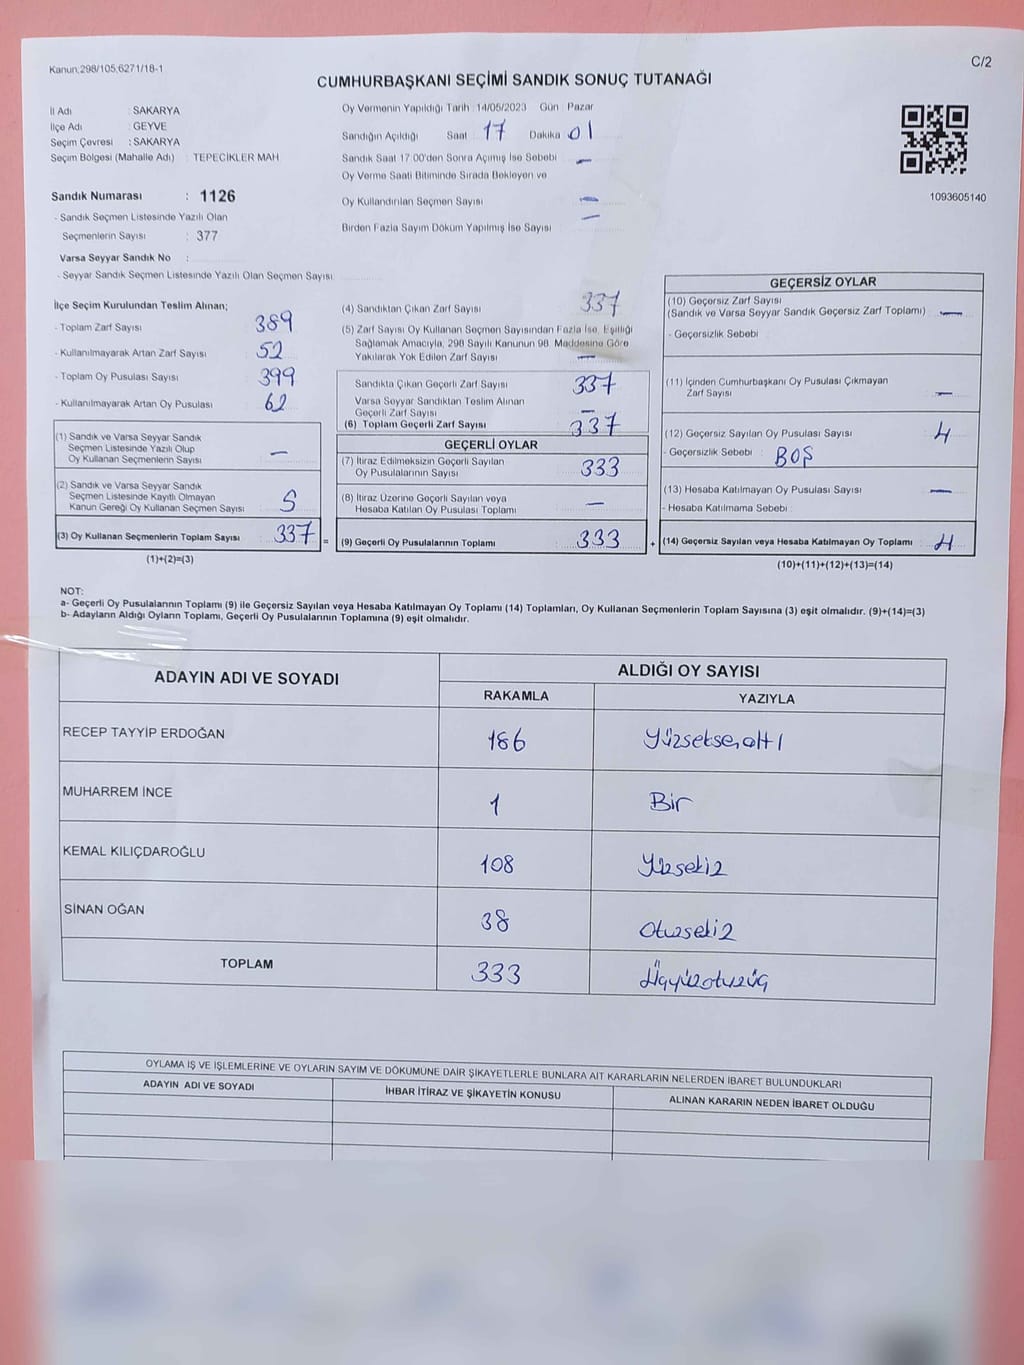 Kanun;298/105;6271/18-1
C/2
CUMHURBAŞKANI SEÇİMİ SANDIK SONUÇ TUTANAĞI
İl Adı : SAKARYA
İlçe Adı : GEYVE
Seçim Çevresi : SAKARYA
Seçim Bölgesi (Mahalle Adı) : TEPECİKLER MAH
Sandık Numarası : 1126
- Sandık Seçmen Listesinde Yazılı Olan
Seçmenlerin Sayısı : 377
Varsa Seyyar Sandık No :
- Seyyar Sandık Seçmen Listesinde Yazılı Olan Seçmen Sayısı
Oy Vermenin Yapıldığı Tarih : 14/05/2023 Gün : Pazar
Sandığın Açıldığı Saat : 17 Dakika 01
Sandık Saat 17:00'den Sonra Açımış İse Sebebi —
Oy Verme Saati Bitiminde Sırada Bekleyen ve
Oy Kullandırılan Seçmen Sayısı —
Birden Fazla Sayım Döküm Yapılmış İse Sayısı —
1093605140
İlçe Seçim Kurulundan Teslim Alınan;
- Toplam Zarf Sayısı 389
- Kullanılmayarak Artan Zarf Sayısı 52
- Toplam Oy Pusulası Sayısı 399
- Kullanılmayarak Artan Oy Pusulası 62
(1) Sandık ve Varsa Seyyar Sandık
Seçmen Listesinde Yazılı Olup
Oy Kullanan Seçmenlerin Sayısı —
(2) Sandık ve Varsa Seyyar Sandık
Seçmen Listesinde Kayıtlı Olmayan
Kanun Gereği Oy Kullanan Seçmen Sayısı 5
(3) Oy Kullanan Seçmenlerin Toplam Sayısı 337 =
(1)+(2)=(3)
(4) Sandıktan Çıkan Zarf Sayısı 337
(5) Zarf Sayısı Oy Kullanan Seçmen Sayısından Fazla İse, Eşitliği
Sağlamak Amacıyla, 298 Sayılı Kanunun 98. Maddesine Göre
Yakılarak Yok Edilen Zarf Sayısı —
Sandıkta Çıkan Geçerli Zarf Sayısı 337
Varsa Seyyar Sandıktan Teslim Alınan
Geçerli Zarf Sayısı —
(6) Toplam Geçerli Zarf Sayısı 337
GEÇERLİ OYLAR
(7) İtiraz Edilmeksizin Geçerli Sayılan
Oy Pusulalarının Sayısı 333
(8) İtiraz Üzerine Geçerli Sayılan veya
Hesaba Katılan Oy Pusulası Toplamı —
(9) Geçerli Oy Pusulalarının Toplamı 333 +
GEÇERSİZ OYLAR
(10) Geçersiz Zarf Sayısı
(Sandık ve Varsa Seyyar Sandık Geçersiz Zarf Toplamı) —
- Geçersizlik Sebebi :
(11) İçinden Cumhurbaşkanı Oy Pusulası Çıkmayan
Zarf Sayısı —
(12) Geçersiz Sayılan Oy Pusulası Sayısı 4
- Geçersizlik Sebebi : BOŞ
(13) Hesaba Katılmayan Oy Pusulası Sayısı —
- Hesaba Katılmama Sebebi :
(14) Geçersiz Sayılan veya Hesaba Katılmayan Oy Toplamı 4
(10)+(11)+(12)+(13)=(14)
NOT:
a- Geçerli Oy Pusulalarının Toplamı (9) ile Geçersiz Sayılan veya Hesaba Katılmayan Oy Toplamı (14) Toplamları, Oy Kullanan Seçmenlerin Toplam Sayısına (3) eşit olmalıdır. (9)+(14)=(3)
b- Adayların Aldığı Oyların Toplamı, Geçerli Oy Pusulalarının Toplamına (9) eşit olmalıdır.
ADAYIN ADI VE SOYADI ALDIĞI OY SAYISI
RAKAMLA YAZIYLA
RECEP TAYYİP ERDOĞAN 186 Yüzseksenaltı
MUHARREM İNCE 1 Bir
KEMAL KILIÇDAROĞLU 108 Yüzsekiz
SİNAN OĞAN 38 Otuzsekiz
TOPLAM 333 Üçyüzotuzüç
OYLAMA İŞ VE İŞLEMLERİNE VE OYLARIN SAYIM VE DÖKÜMÜNE DAİR ŞİKAYETLERLE BUNLARA AİT KARARLARIN NELERDEN İBARET BULUNDUKLARI
ADAYIN ADI VE SOYADI İHBAR İTİRAZ VE ŞİKAYETİN KONUSU ALINAN KARARIN NEDEN İBARET OLDUĞU